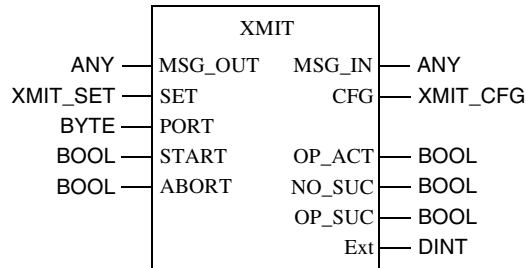 XMIT
ANY MSG_OUT MSG_IN ANY
XMIT_SET SET CFG XMIT_CFG
BYTE PORT
BOOL START OP_ACT BOOL
BOOL ABORT NO_SUC BOOL
OP_SUC BOOL
Ext DINT